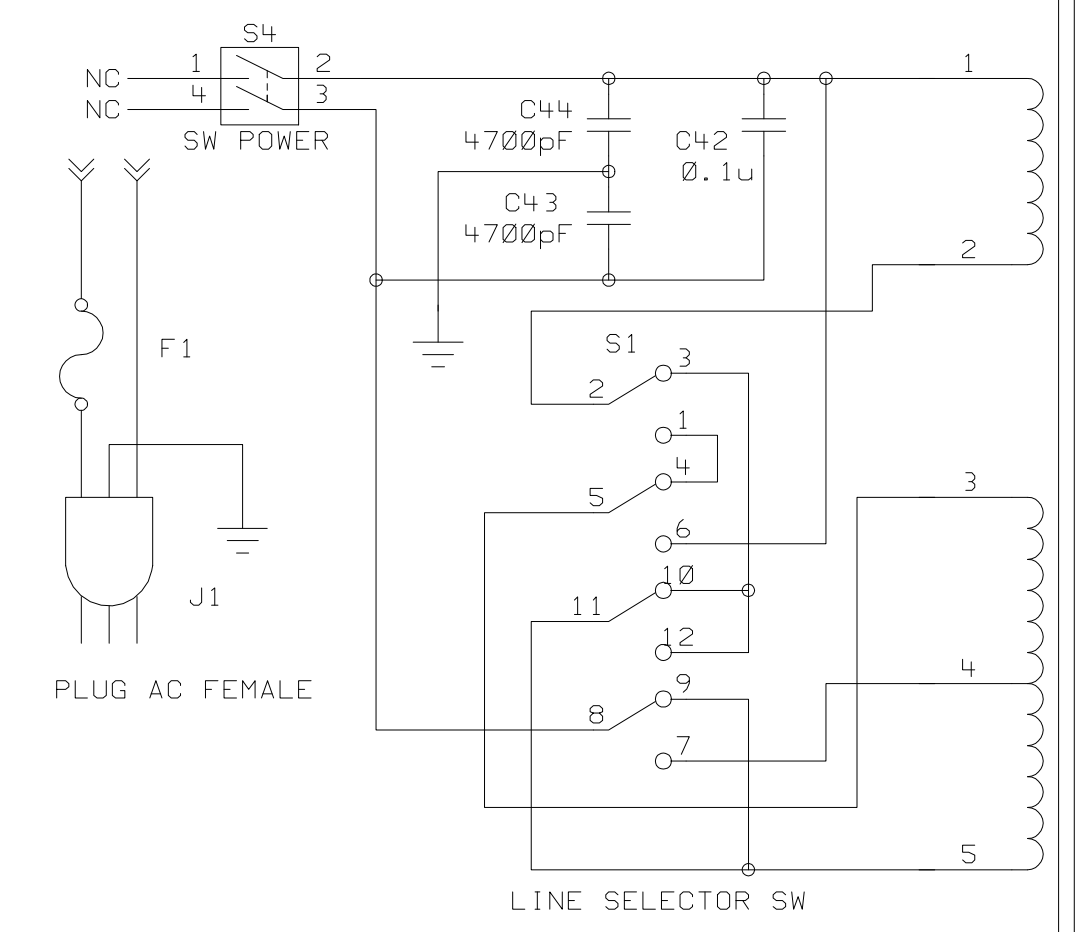 S4
NC 1 2 1
NC 4 3
SW POWER
C44
4700pF
C42
0.1u
C43
4700pF
2
F1
S1
3
2
1
4
5
3
6
10
11
J1
12
4
PLUG AC FEMALE
9
8
7
5
LINE SELECTOR SW